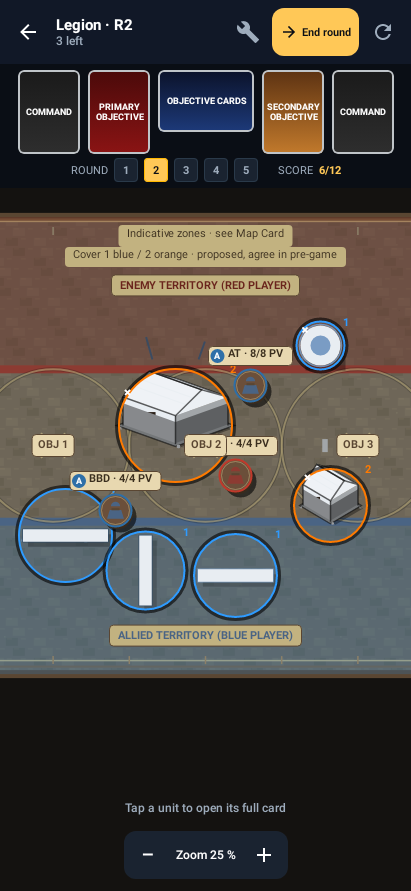 Legion · R2
3 left
End round
COMMAND
PRIMARY
OBJECTIVE
OBJECTIVE CARDS
SECONDARY
OBJECTIVE
COMMAND
ROUND 1 2 3 4 5 SCORE 6/12
Indicative zones · see Map Card
Cover 1 blue / 2 orange · proposed, agree in pre-game
ENEMY TERRITORY (RED PLAYER)
1
A AT · 8/8 PV
2
OBJ 1
OBJ 2
· 4/4 PV
OBJ 3
2
A BBD · 4/4 PV
1
1
ALLIED TERRITORY (BLUE PLAYER)
Tap a unit to open its full card
− Zoom 25 % +